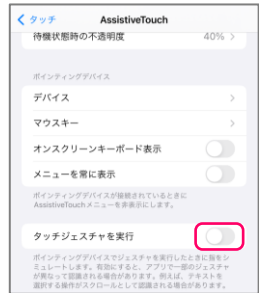 タッチ
AssistiveTouch
待機状態時の不透明度
40%
ポインティングデバイス
デバイス
マウスキー
オンスクリーンキーボード表示
メニューを常に表示
ポインティングデバイスが接続されているときに
AssistiveTouchメニューを非表示にします。
タッチジェスチャを実行
ポインティングデバイスでジェスチャを実行したときに指をシ
ミュレートします。有効にすると、アプリで一部のジェスチャ
が異なって認識される場合があります。例えば、テキストを
選択する操作がスクロールとして認識される場合があります。